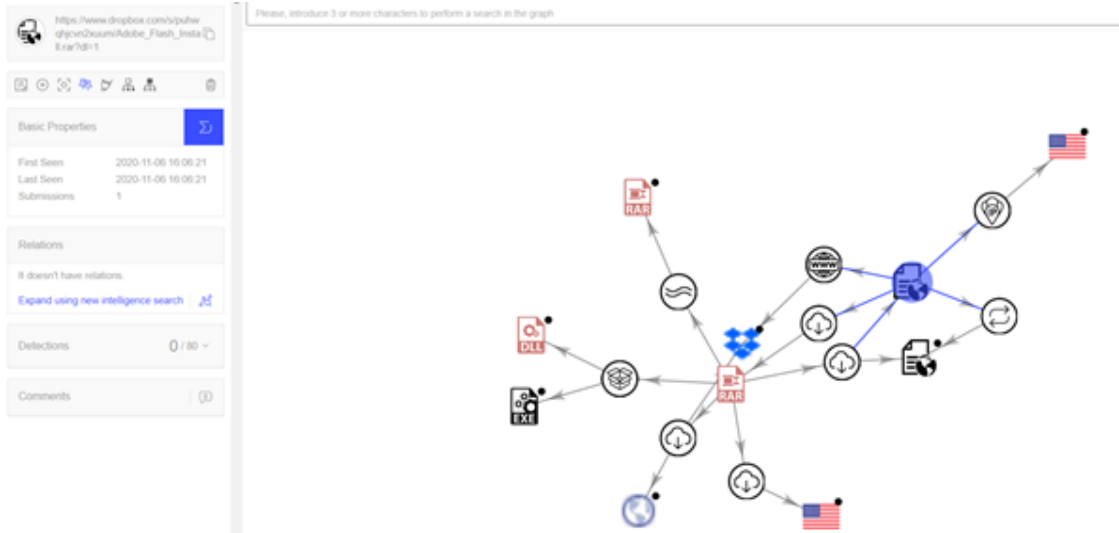 Please, introduce 3 or more characters to perform a search in the graph
https://www.dropbox.com/s/puhw
qhjcvn2xuum/Adobe_Flash_Insta
ll.rar?dl=1
Basic Properties
First Seen 2020-11-06 16:06:21
Last Seen 2020-11-06 16:06:21
Submissions 1
Relations
It doesn't have relations.
Expand using new intelligence search
Detections 0 / 80
Comments
WWW
IP
RAR
DLL
RAR
EXE